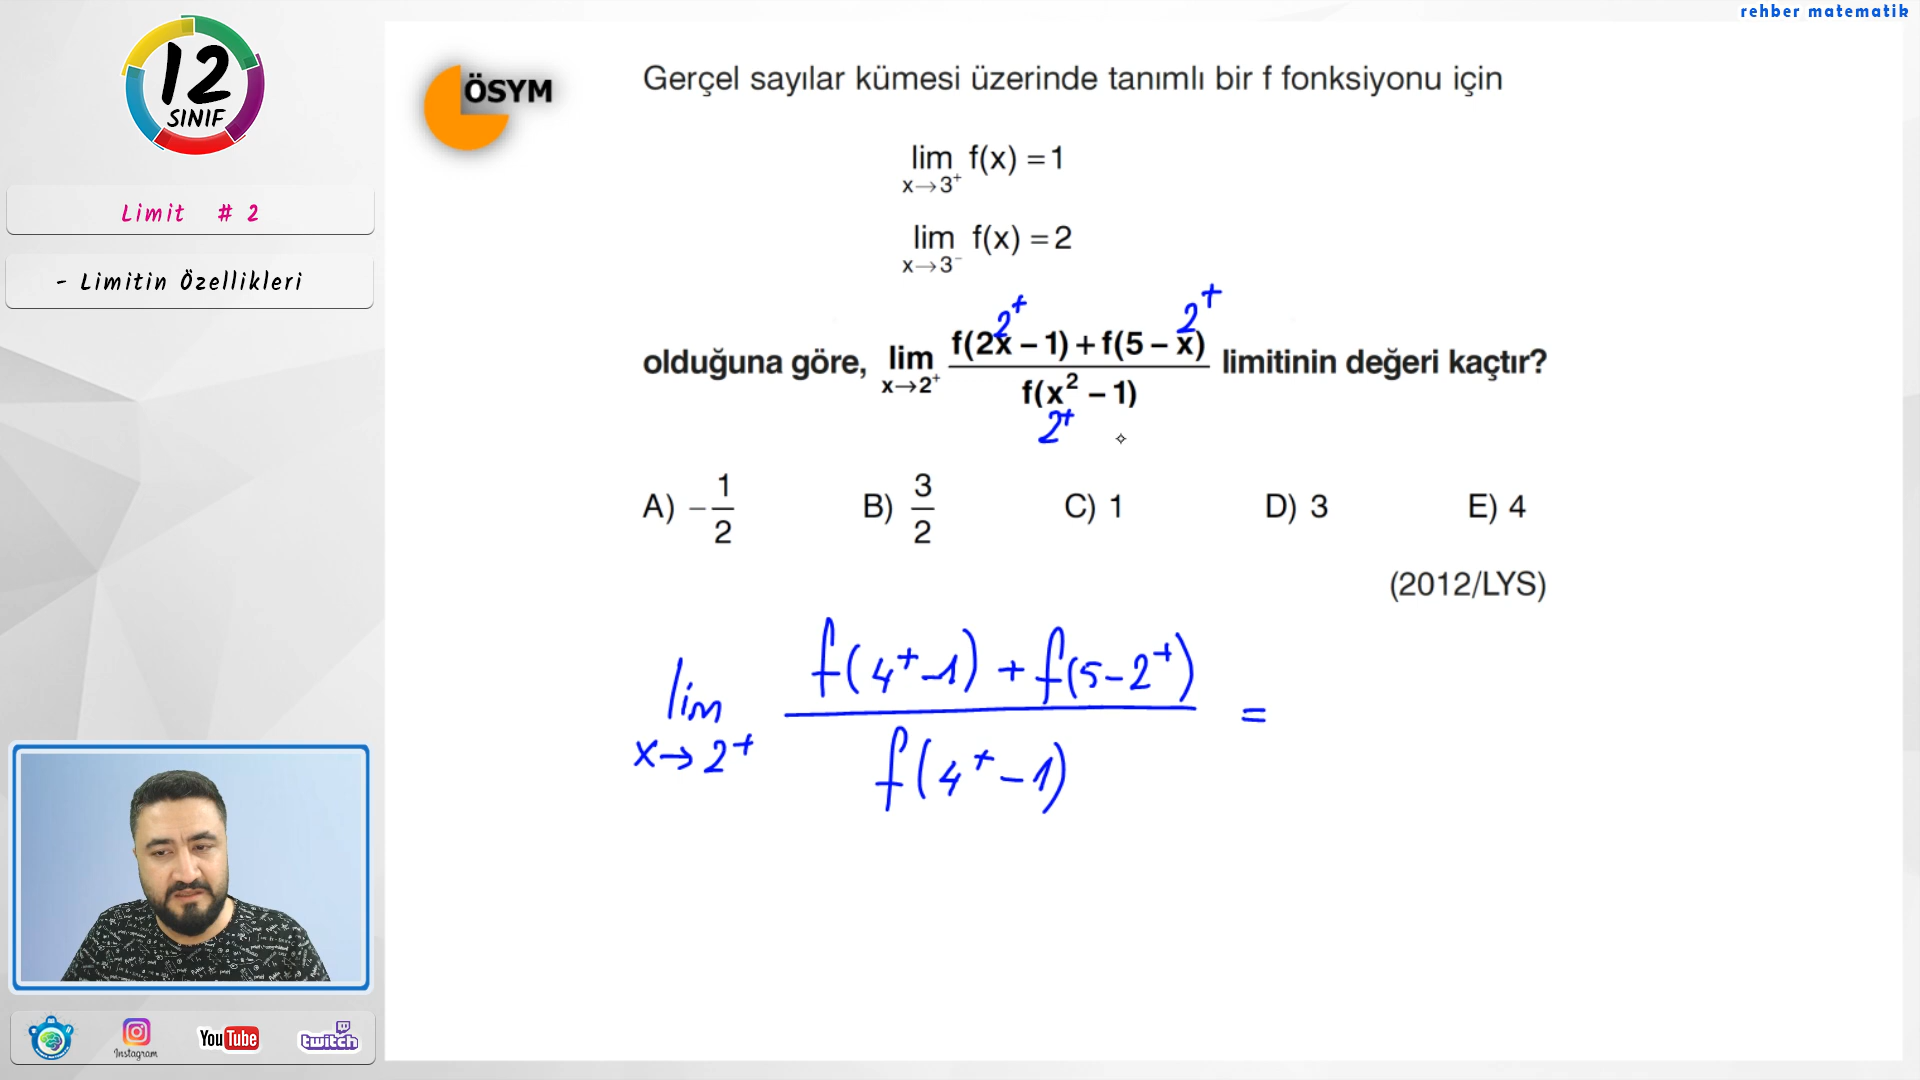 rehber matematik
12
SINIF
Limit # 2
- Limitin Özellikleri
ÖSYM
Gerçel sayılar kümesi üzerinde tanımlı bir f fonksiyonu için
lim f(x) = 1
x→3⁺
lim f(x) = 2
x→3⁻
2⁺ 2⁺
olduğuna göre, lim f(2x – 1) + f(5 – x) / f(x² – 1) limitinin değeri kaçtır?
x→2⁺
2⁺
A) – 1/2 B) 3/2 C) 1 D) 3 E) 4
(2012/LYS)
lim f(4⁺-1) + f(5-2⁺) / f(4⁺-1) =
x→2⁺
Instagram
YouTube
twitch